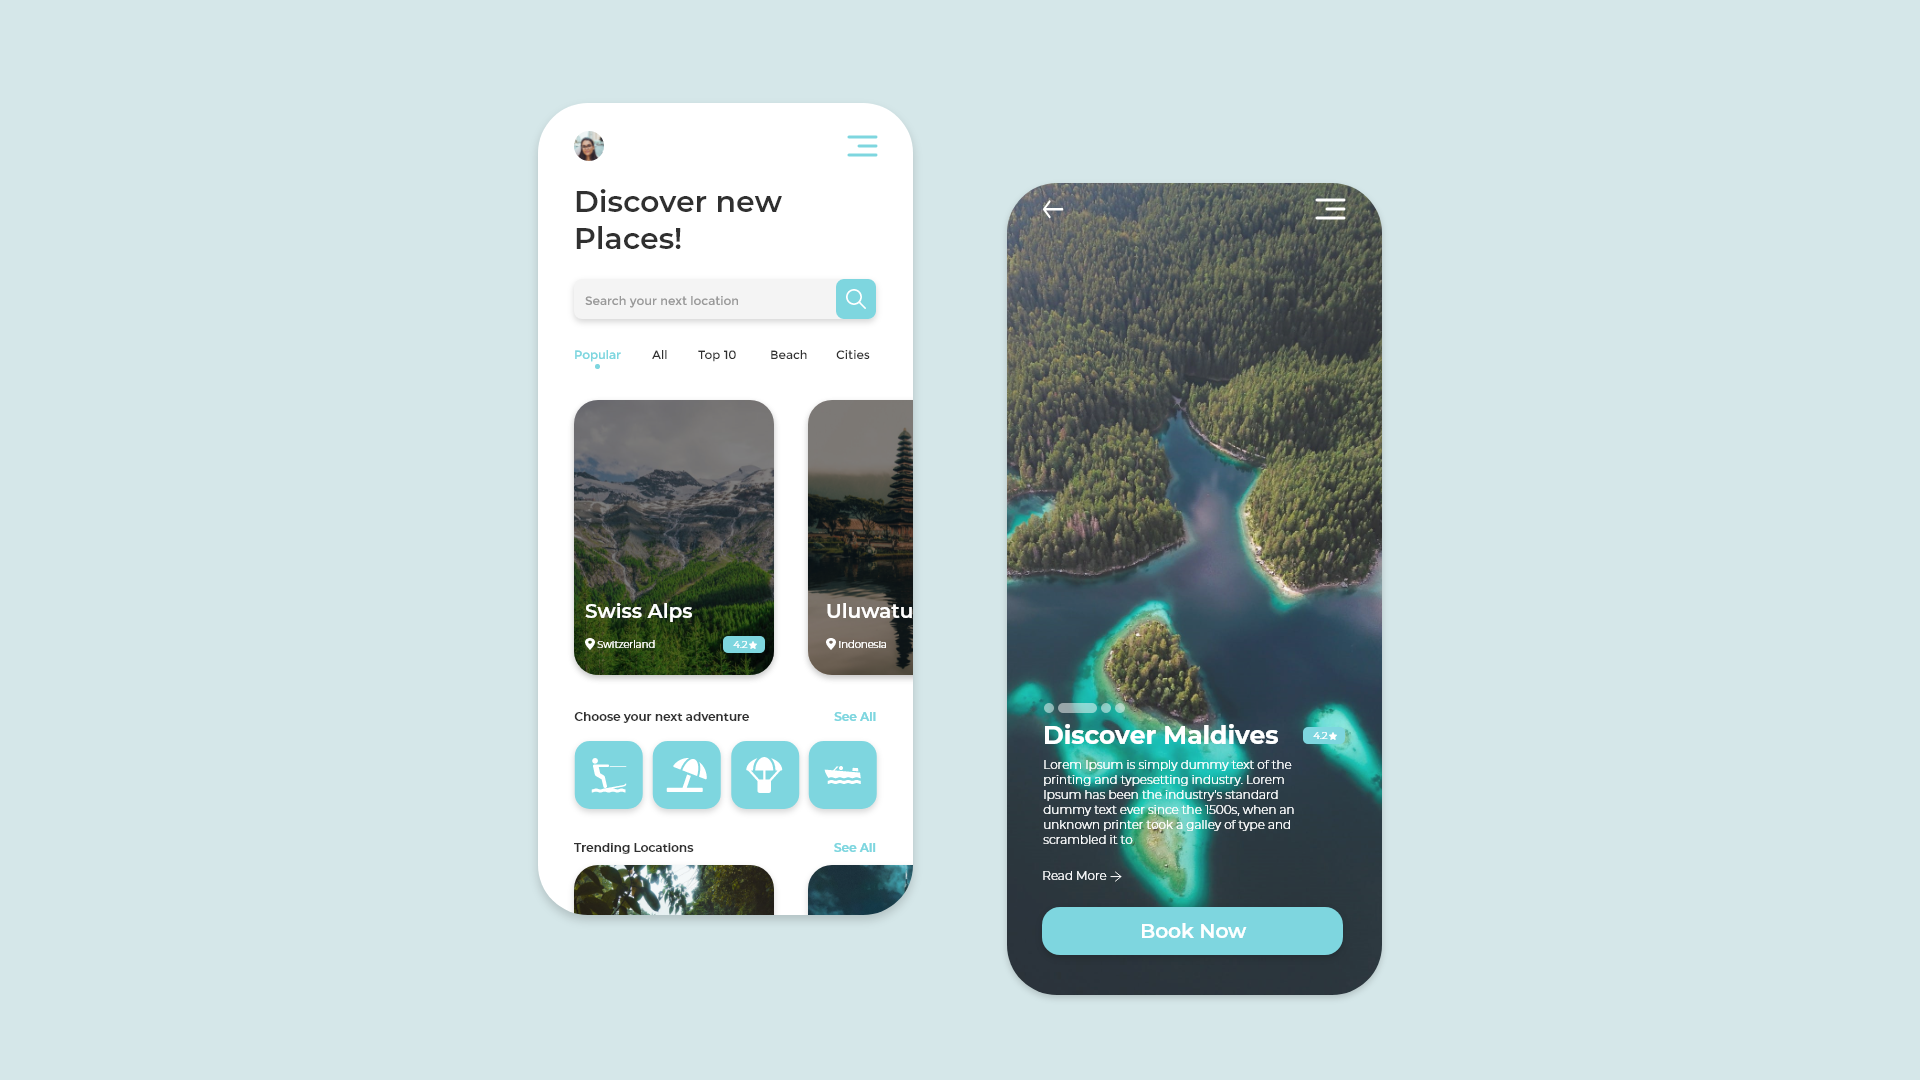 Discover new
Places!
Search your next location
Popular All Top 10 Beach Cities
Swiss Alps
Switzerland 4.2
Uluwatu
Indonesia
Choose your next adventure See All
Trending Locations See All
Discover Maldives 4.2
Lorem Ipsum is simply dummy text of the
printing and typesetting industry. Lorem
Ipsum has been the industry's standard
dummy text ever since the 1500s, when an
unknown printer took a galley of type and
scrambled it to
Read More
Book Now